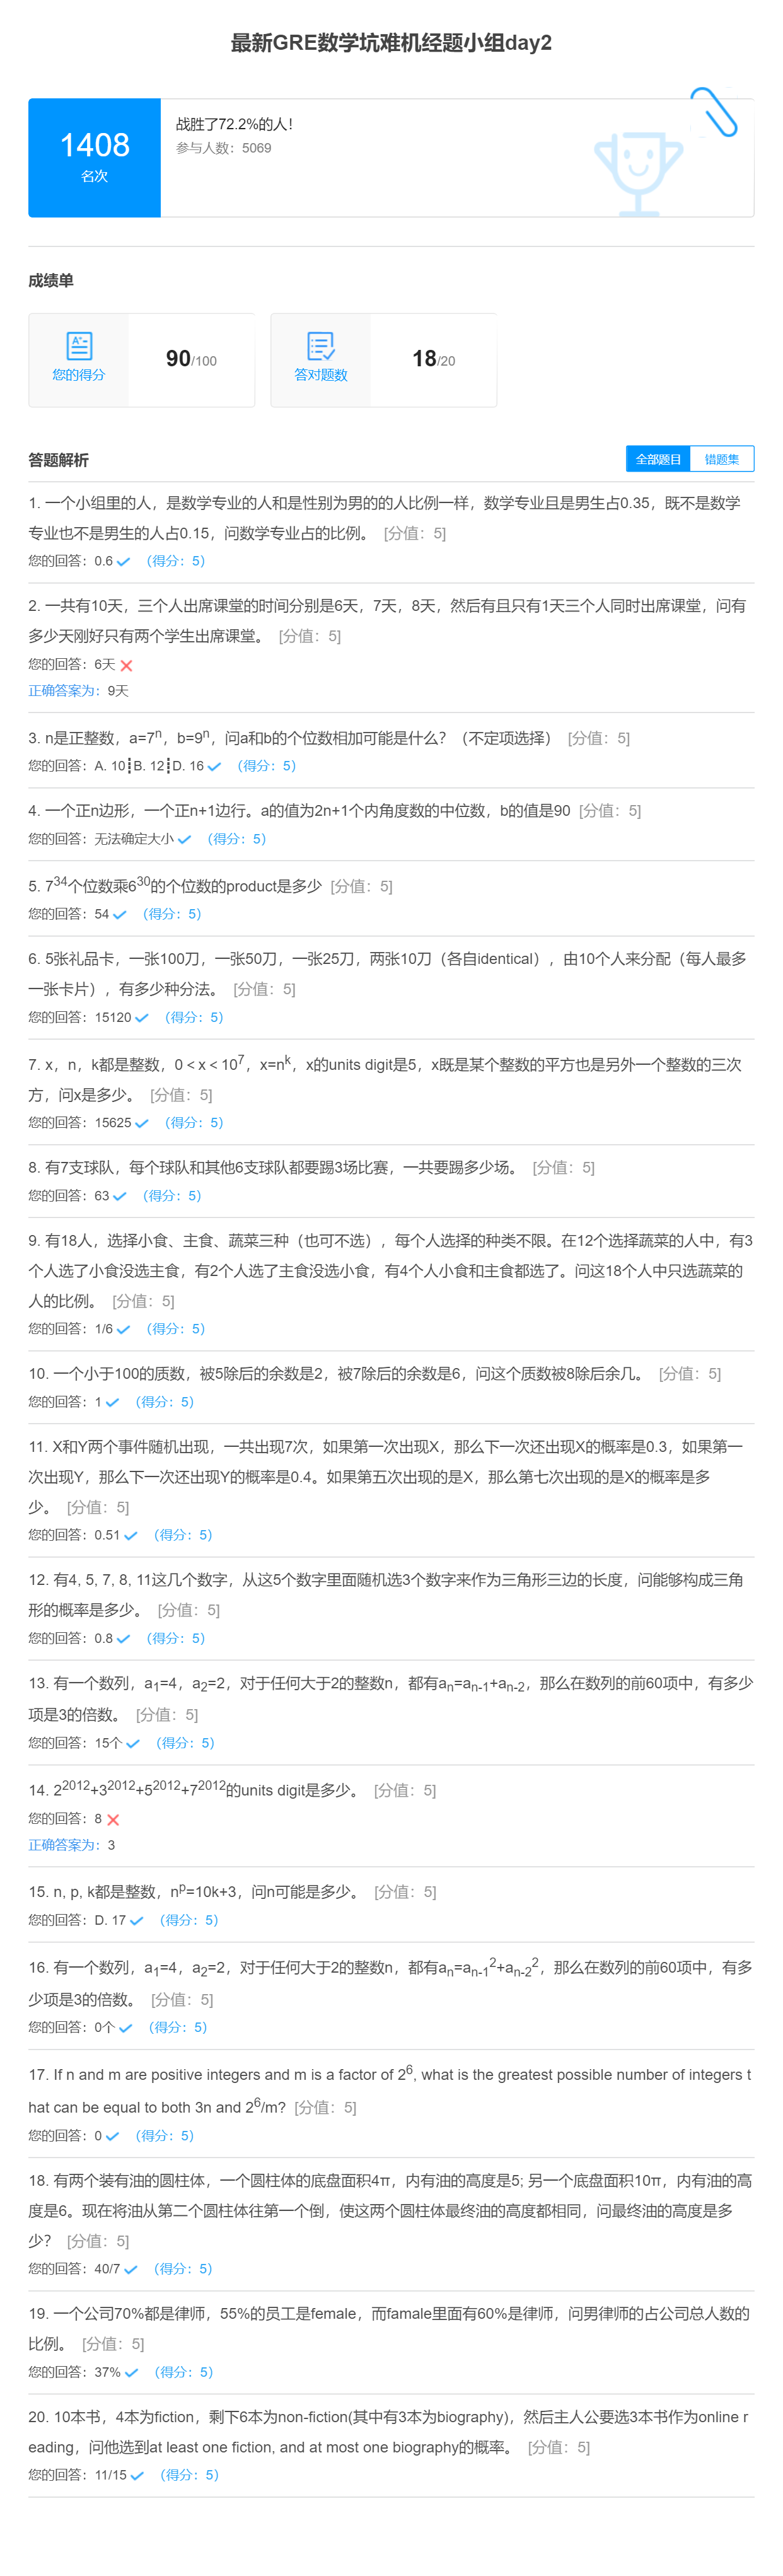 最新GRE数学坑难机经题小组day2
1408
名次
战胜了72.2%的人！
参与人数：5069
成绩单
您的得分
90/100
答对题数
18/20
答题解析
全部题目 错题集
1. 一个小组里的人，是数学专业的人和是性别为男的的人比例一样，数学专业且是男生占0.35，既不是数学
专业也不是男生的人占0.15，问数学专业占的比例。 [分值：5]
您的回答：0.6 （得分：5）
2. 一共有10天，三个人出席课堂的时间分别是6天，7天，8天，然后有且只有1天三个人同时出席课堂，问有
多少天刚好只有两个学生出席课堂。 [分值：5]
您的回答：6天
正确答案为：9天
3. n是正整数，a=7ⁿ，b=9ⁿ，问a和b的个位数相加可能是什么？（不定项选择） [分值：5]
您的回答：A. 10┋B. 12┋D. 16 （得分：5）
4. 一个正n边形，一个正n+1边行。a的值为2n+1个内角度数的中位数，b的值是90 [分值：5]
您的回答：无法确定大小 （得分：5）
5. 7³⁴个位数乘6³⁰的个位数的product是多少 [分值：5]
您的回答：54 （得分：5）
6. 5张礼品卡，一张100刀，一张50刀，一张25刀，两张10刀（各自identical），由10个人来分配（每人最多
一张卡片），有多少种分法。 [分值：5]
您的回答：15120 （得分：5）
7. x，n，k都是整数，0＜x＜10⁷，x=nᵏ，x的units digit是5，x既是某个整数的平方也是另外一个整数的三次
方，问x是多少。 [分值：5]
您的回答：15625 （得分：5）
8. 有7支球队，每个球队和其他6支球队都要踢3场比赛，一共要踢多少场。 [分值：5]
您的回答：63 （得分：5）
9. 有18人，选择小食、主食、蔬菜三种（也可不选），每个人选择的种类不限。在12个选择蔬菜的人中，有3
个人选了小食没选主食，有2个人选了主食没选小食，有4个人小食和主食都选了。问这18个人中只选蔬菜的
人的比例。 [分值：5]
您的回答：1/6 （得分：5）
10. 一个小于100的质数，被5除后的余数是2，被7除后的余数是6，问这个质数被8除后余几。 [分值：5]
您的回答：1 （得分：5）
11. X和Y两个事件随机出现，一共出现7次，如果第一次出现X，那么下一次还出现X的概率是0.3，如果第一
次出现Y，那么下一次还出现Y的概率是0.4。如果第五次出现的是X，那么第七次出现的是X的概率是多
少。 [分值：5]
您的回答：0.51 （得分：5）
12. 有4, 5, 7, 8, 11这几个数字，从这5个数字里面随机选3个数字来作为三角形三边的长度，问能够构成三角
形的概率是多少。 [分值：5]
您的回答：0.8 （得分：5）
13. 有一个数列，a₁=4，a₂=2，对于任何大于2的整数n，都有aₙ=aₙ₋₁+aₙ₋₂，那么在数列的前60项中，有多少
项是3的倍数。 [分值：5]
您的回答：15个 （得分：5）
14. 2²⁰¹²+3²⁰¹²+5²⁰¹²+7²⁰¹²的units digit是多少。 [分值：5]
您的回答：8
正确答案为：3
15. n, p, k都是整数，nᵖ=10k+3，问n可能是多少。 [分值：5]
您的回答：D. 17 （得分：5）
16. 有一个数列，a₁=4，a₂=2，对于任何大于2的整数n，都有aₙ=aₙ₋₁²+aₙ₋₂²，那么在数列的前60项中，有多
少项是3的倍数。 [分值：5]
您的回答：0个 （得分：5）
17. If n and m are positive integers and m is a factor of 2⁶, what is the greatest possible number of integers t
hat can be equal to both 3n and 2⁶/m? [分值：5]
您的回答：0 （得分：5）
18. 有两个装有油的圆柱体，一个圆柱体的底盘面积4π，内有油的高度是5; 另一个底盘面积10π，内有油的高
度是6。现在将油从第二个圆柱体往第一个倒，使这两个圆柱体最终油的高度都相同，问最终油的高度是多
少？ [分值：5]
您的回答：40/7 （得分：5）
19. 一个公司70%都是律师，55%的员工是female，而famale里面有60%是律师，问男律师的占公司总人数的
比例。 [分值：5]
您的回答：37% （得分：5）
20. 10本书，4本为fiction，剩下6本为non-fiction(其中有3本为biography)，然后主人公要选3本书作为online r
eading，问他选到at least one fiction, and at most one biography的概率。 [分值：5]
您的回答：11/15 （得分：5）